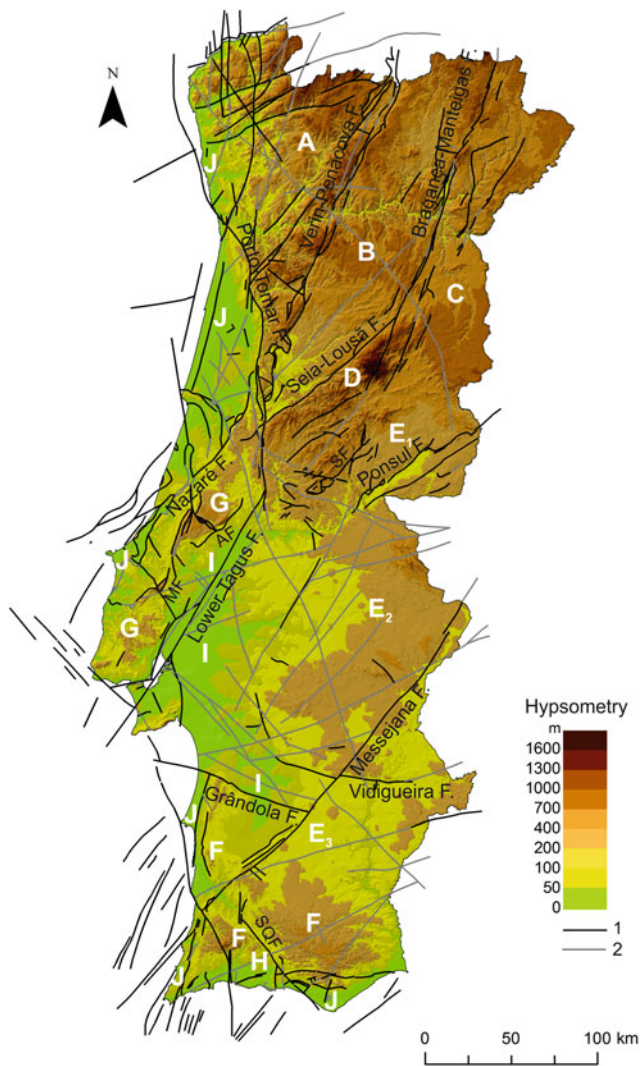 N
A
Verin-Penacova F.
Bragança-Manteigas F.
J
B
Porto-Tomar F.
C
J
Seia-Lousã F.
D
E1
SF
Ponsul F.
Nazaré F.
G
AF
J
I
MF
Lower Tagus F.
E2
G
I
Messejana F.
Hypsometry
m
1600
1300
1000
700
400
200
100
50
0
I
Vidigueira F.
Grândola F.
J
E3
F
F
1
2
SQF
F
H
J
J
0 50 100 km